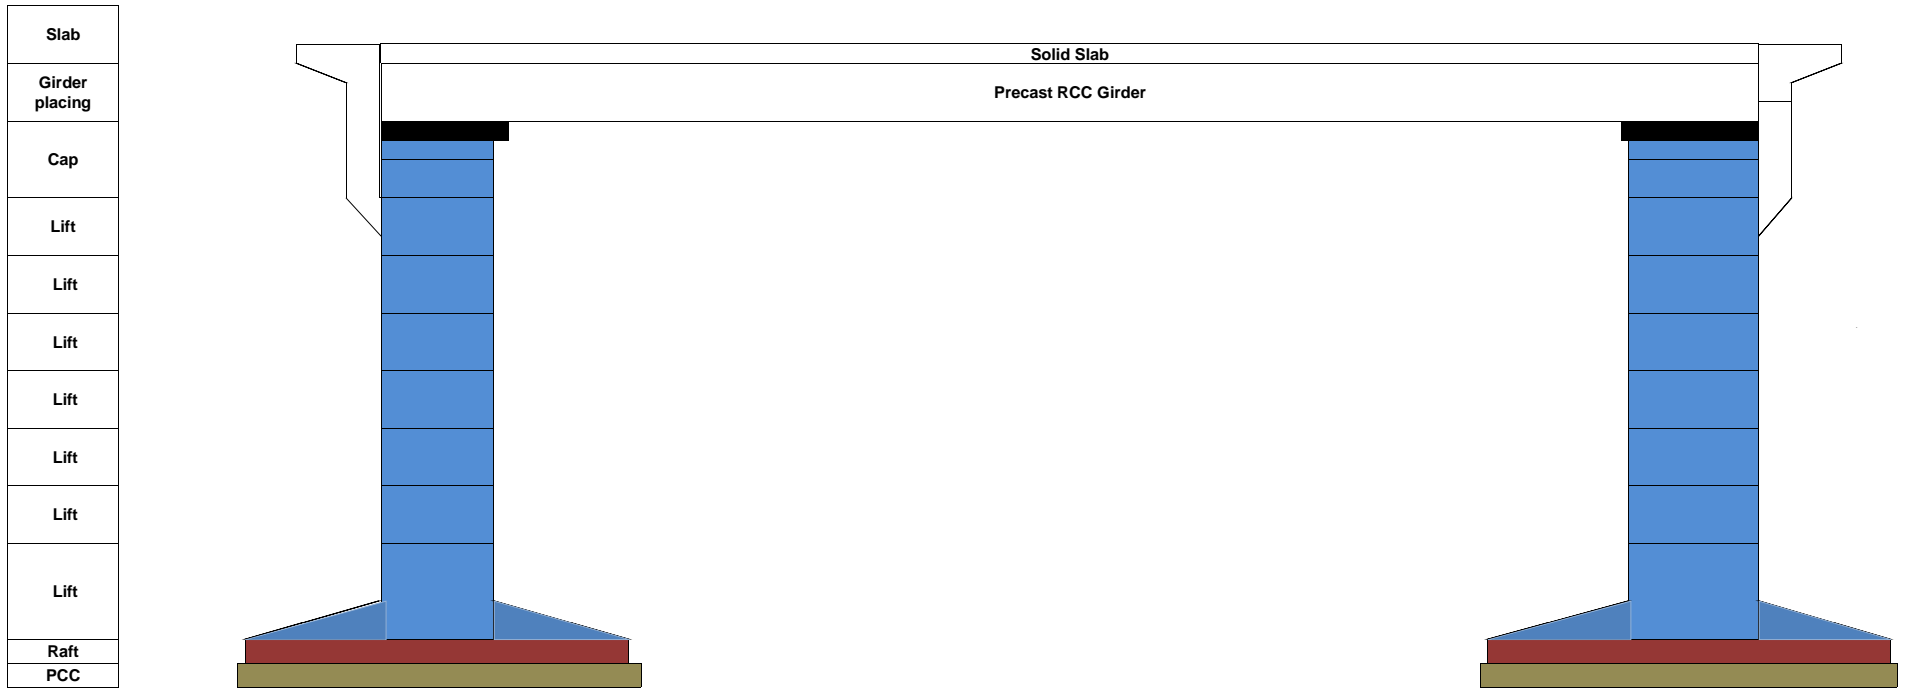 Slab
Girder
placing
Cap
Lift
Lift
Lift
Lift
Lift
Lift
Lift
Raft
PCC
Solid Slab
Precast RCC Girder